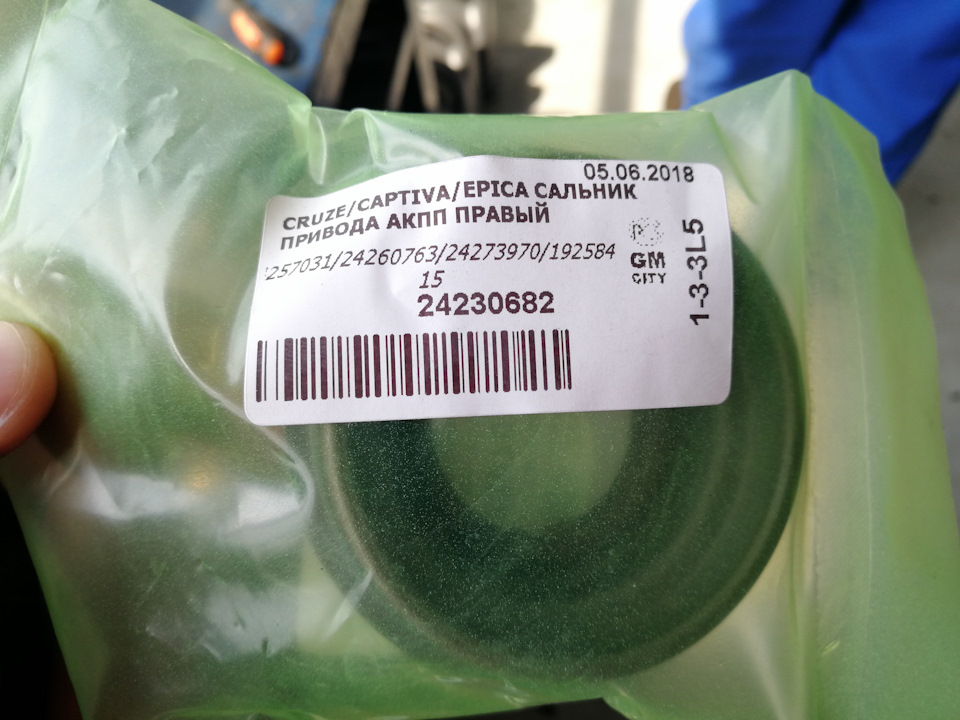 05.06.2018
CRUZE/CAPTIVA/EPICA САЛЬНИК
ПРИВОДА АКПП ПРАВЫЙ
257031/24260763/24273970/192584
15
24230682
GM
CITY
1-3-3L5